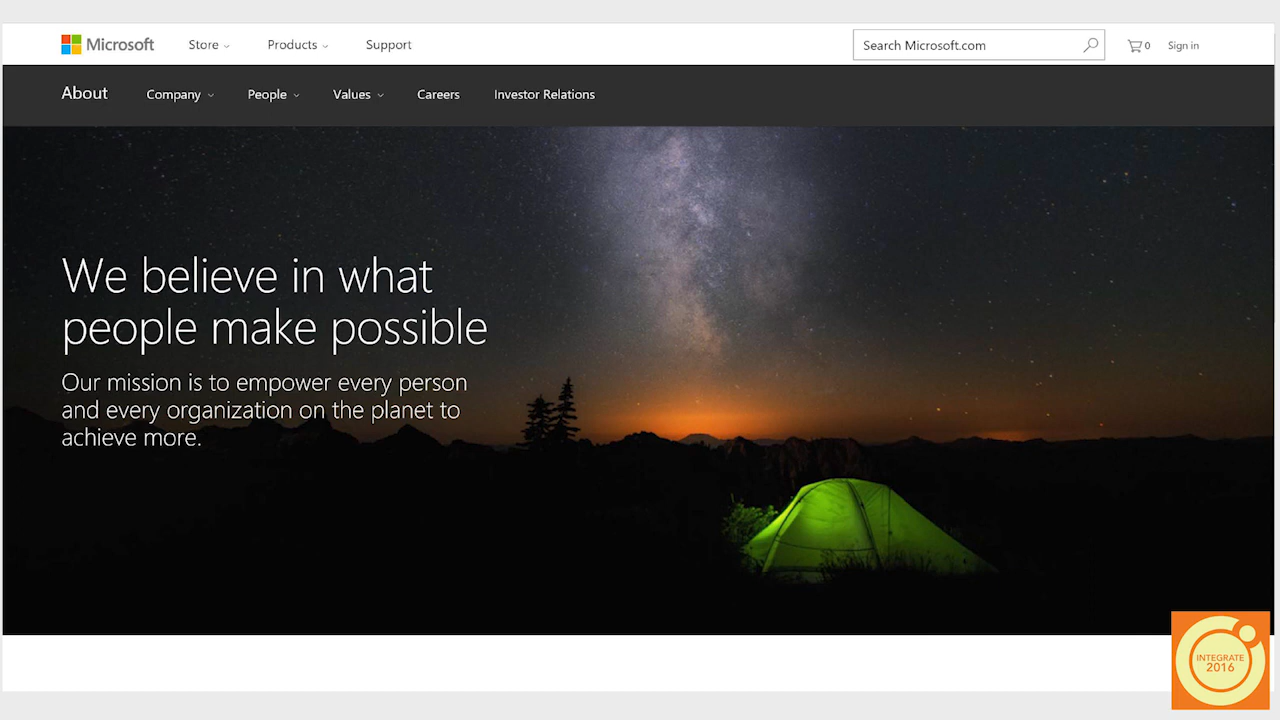 Microsoft Store Products Support Search Microsoft.com 0 Sign in
About Company People Values Careers Investor Relations
We believe in what
people make possible
Our mission is to empower every person
and every organization on the planet to
achieve more.
INTEGRATE
2016